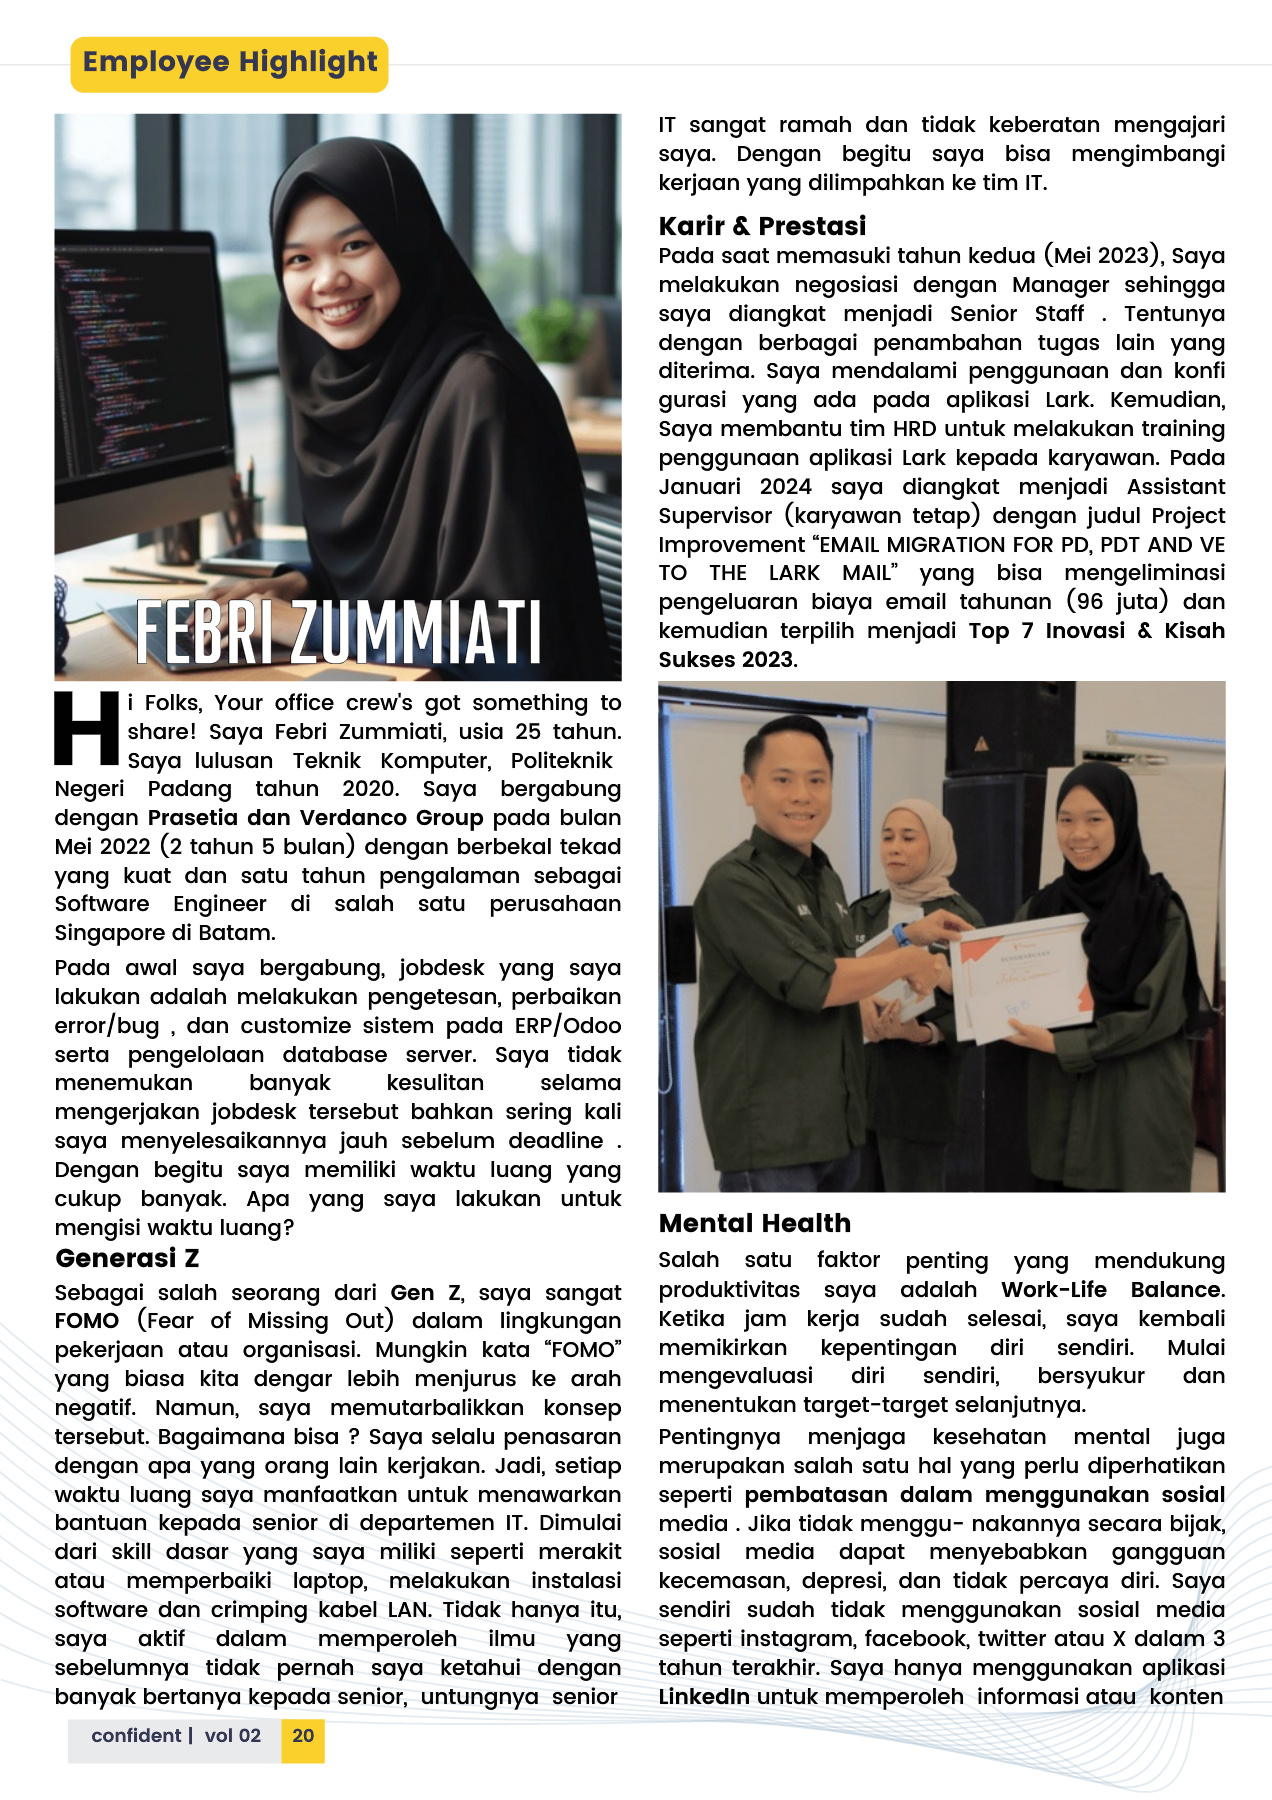 Employee Highlight
FEBRI ZUMMIATI
Hi Folks, Your office crew's got something to
share! Saya Febri Zummiati, usia 25 tahun.
Saya lulusan Teknik Komputer, Politeknik
Negeri Padang tahun 2020. Saya bergabung
dengan Prasetia dan Verdanco Group pada bulan
Mei 2022 (2 tahun 5 bulan) dengan berbekal tekad
yang kuat dan satu tahun pengalaman sebagai
Software Engineer di salah satu perusahaan
Singapore di Batam.
Pada awal saya bergabung, jobdesk yang saya
lakukan adalah melakukan pengetesan, perbaikan
error/bug , dan customize sistem pada ERP/Odoo
serta pengelolaan database server. Saya tidak
menemukan banyak kesulitan selama
mengerjakan jobdesk tersebut bahkan sering kali
saya menyelesaikannya jauh sebelum deadline .
Dengan begitu saya memiliki waktu luang yang
cukup banyak. Apa yang saya lakukan untuk
mengisi waktu luang?
Generasi Z
Sebagai salah seorang dari Gen Z, saya sangat
FOMO (Fear of Missing Out) dalam lingkungan
pekerjaan atau organisasi. Mungkin kata “FOMO”
yang biasa kita dengar lebih menjurus ke arah
negatif. Namun, saya memutarbalikkan konsep
tersebut. Bagaimana bisa ? Saya selalu penasaran
dengan apa yang orang lain kerjakan. Jadi, setiap
waktu luang saya manfaatkan untuk menawarkan
bantuan kepada senior di departemen IT. Dimulai
dari skill dasar yang saya miliki seperti merakit
atau memperbaiki laptop, melakukan instalasi
software dan crimping kabel LAN. Tidak hanya itu,
saya aktif dalam memperoleh ilmu yang
sebelumnya tidak pernah saya ketahui dengan
banyak bertanya kepada senior, untungnya senior
IT sangat ramah dan tidak keberatan mengajari
saya. Dengan begitu saya bisa mengimbangi
kerjaan yang dilimpahkan ke tim IT.
Karir & Prestasi
Pada saat memasuki tahun kedua (Mei 2023), Saya
melakukan negosiasi dengan Manager sehingga
saya diangkat menjadi Senior Staff . Tentunya
dengan berbagai penambahan tugas lain yang
diterima. Saya mendalami penggunaan dan konfi
gurasi yang ada pada aplikasi Lark. Kemudian,
Saya membantu tim HRD untuk melakukan training
penggunaan aplikasi Lark kepada karyawan. Pada
Januari 2024 saya diangkat menjadi Assistant
Supervisor (karyawan tetap) dengan judul Project
Improvement “EMAIL MIGRATION FOR PD, PDT AND VE
TO THE LARK MAIL” yang bisa mengeliminasi
pengeluaran biaya email tahunan (96 juta) dan
kemudian terpilih menjadi Top 7 Inovasi & Kisah
Sukses 2023.
PENGHARGAAN
Febri Zummiati
Mental Health
Salah satu faktor penting yang mendukung
produktivitas saya adalah Work-Life Balance.
Ketika jam kerja sudah selesai, saya kembali
memikirkan kepentingan diri sendiri. Mulai
mengevaluasi diri sendiri, bersyukur dan
menentukan target-target selanjutnya.
Pentingnya menjaga kesehatan mental juga
merupakan salah satu hal yang perlu diperhatikan
seperti pembatasan dalam menggunakan sosial
media . Jika tidak menggu- nakannya secara bijak,
sosial media dapat menyebabkan gangguan
kecemasan, depresi, dan tidak percaya diri. Saya
sendiri sudah tidak menggunakan sosial media
seperti instagram, facebook, twitter atau X dalam 3
tahun terakhir. Saya hanya menggunakan aplikasi
LinkedIn untuk memperoleh informasi atau konten
confident | vol 02 20